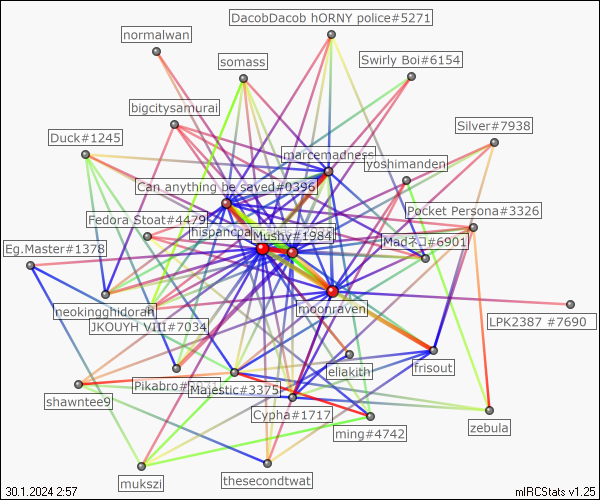 DacobDacob hORNY police#5271
normalwan
somass
Swirly Boi#6154
bigcitysamurai
Silver#7938
Duck#1245
marcemadness
yoshimanden
Can anything be saved#0396
Pocket Persona#3326
Fedora Stoat#4479
hispancpa
Mushy#1984
Madネコ#6901
Eg.Master#1378
neokingghidorah
moonraven
LPK2387 #7690
JKOUYH VIII#7034
frisout
eliakith
Pikabro#
Majestic#3375
shawntee9
Cypha#1717
zebula
ming#4742
mukszi
thesecondtwat
30.1.2024 2:57
mIRCStats v1.25